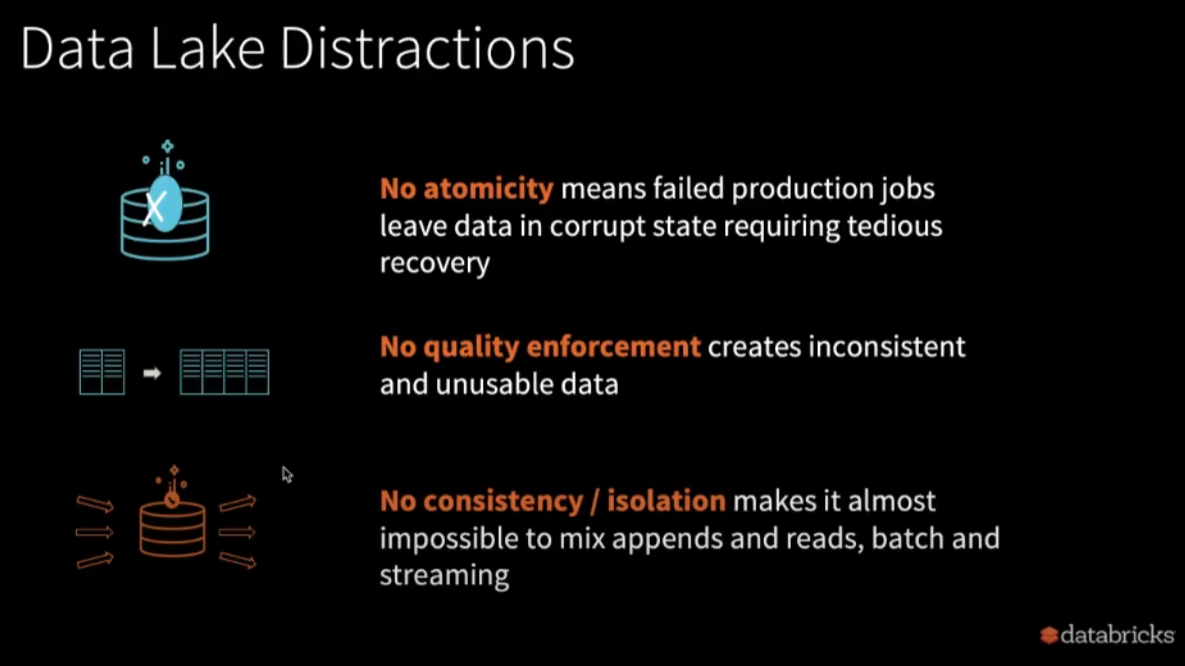 Data Lake Distractions
No atomicity means failed production jobs
leave data in corrupt state requiring tedious
recovery
No quality enforcement creates inconsistent
and unusable data
No consistency / isolation makes it almost
impossible to mix appends and reads, batch and
streaming
databricks